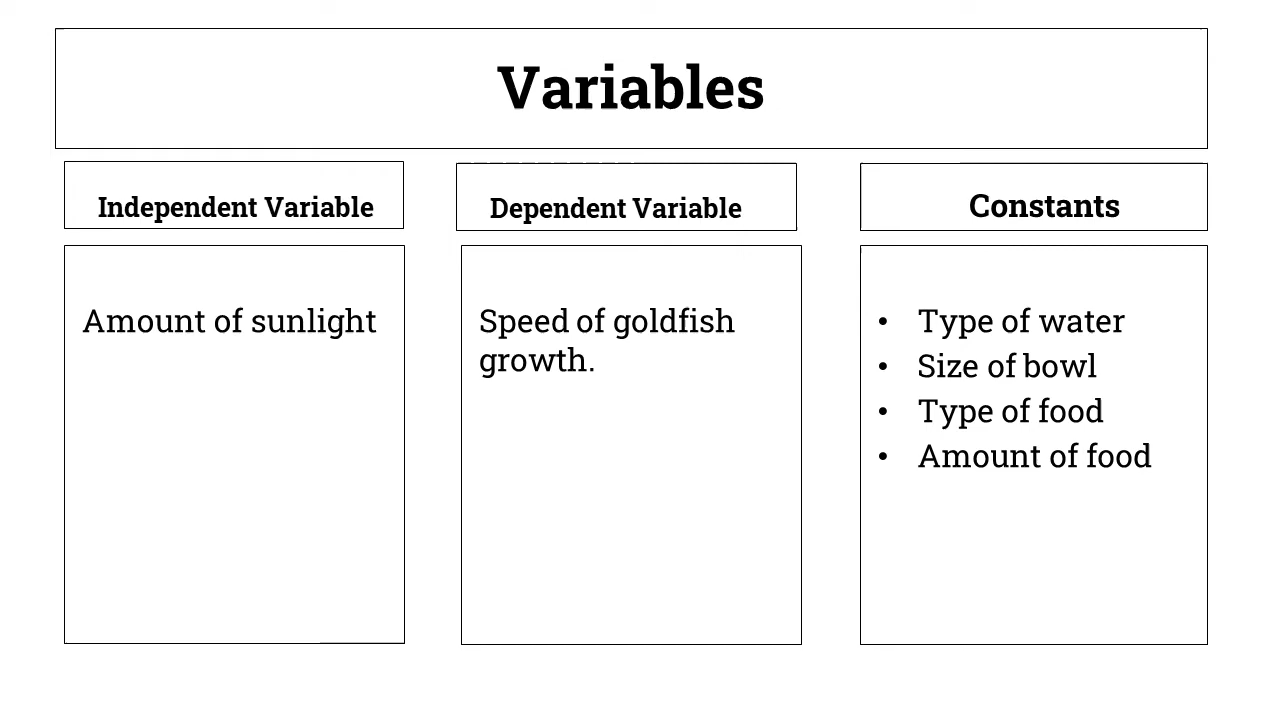 Variables
Independent Variable
Dependent Variable
Constants
Amount of sunlight
Speed of goldfish
growth.
• Type of water
• Size of bowl
• Type of food
• Amount of food